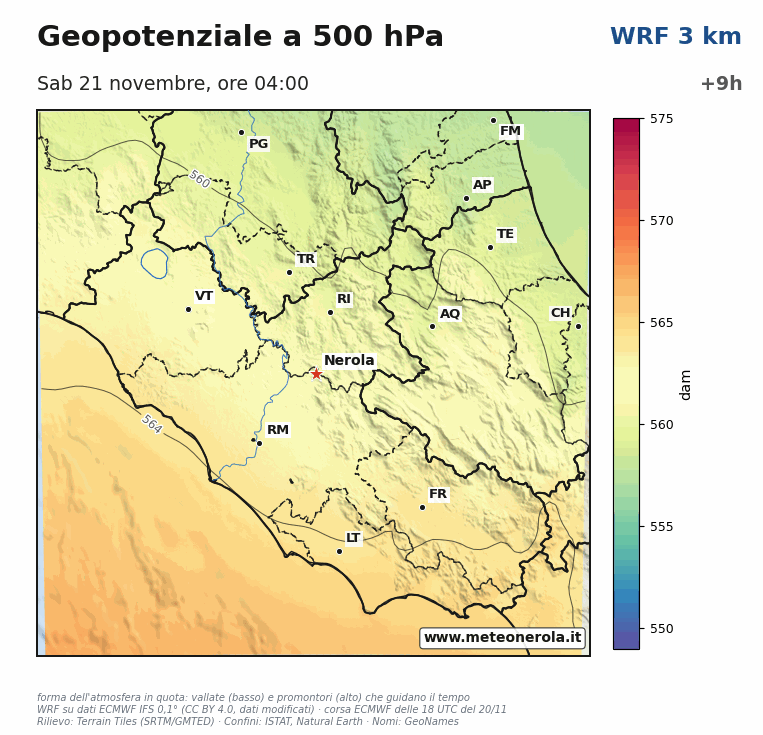 Geopotenziale a 500 hPa
WRF 3 km
Sab 21 novembre, ore 04:00
+9h
FM
PG
560
AP
TE
TR
VT
RI
AQ
CH
Nerola
564
RM
FR
LT
www.meteonerola.it
575
570
565
560
555
550
dam
forma dell'atmosfera in quota: vallate (basso) e promontori (alto) che guidano il tempo
WRF su dati ECMWF IFS 0,1° (CC BY 4.0, dati modificati) · corsa ECMWF delle 18 UTC del 20/11
Rilievo: Terrain Tiles (SRTM/GMTED) · Confini: ISTAT, Natural Earth · Nomi: GeoNames